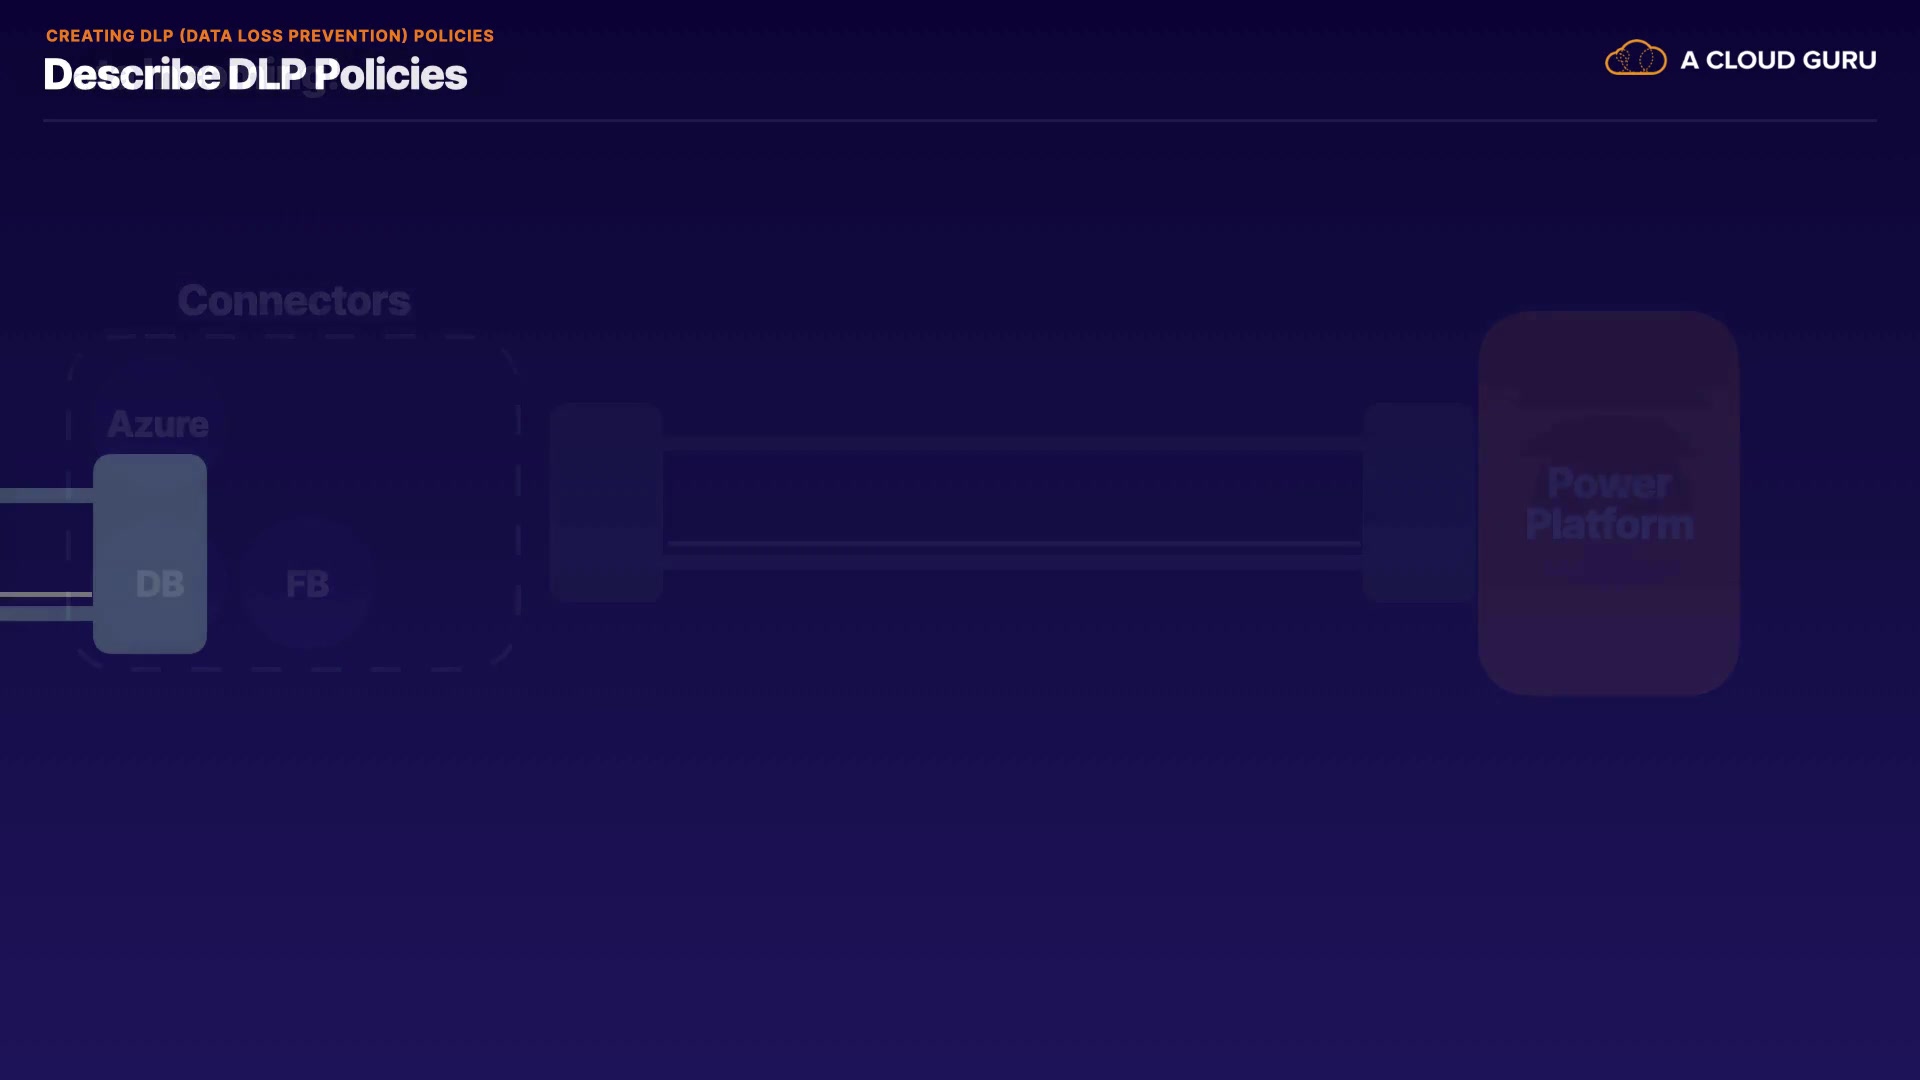 CREATING DLP (DATA LOSS PREVENTION) POLICIES
Describe DLP Policies
A CLOUD GURU
Connectors
Azure
DB
FB
Power
Platform